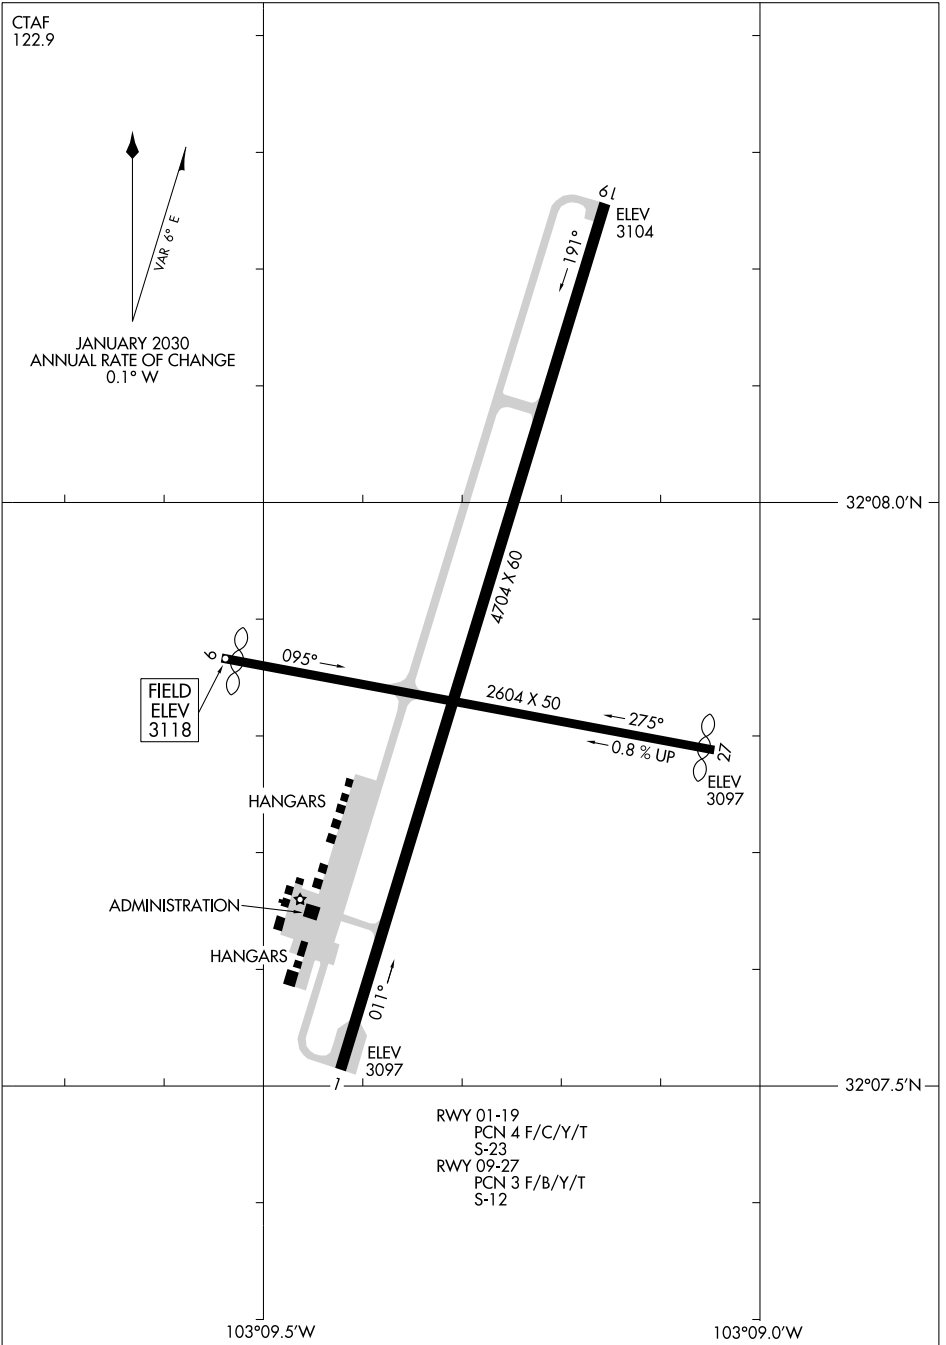 CTAF
122.9
VAR 6° E
JANUARY 2030
ANNUAL RATE OF CHANGE
0.1° W
19
ELEV
3104
191°
32°08.0'N
4704 X 60
9
095°
FIELD
ELEV
3118
2604 X 50
275°
0.8 % UP
27
ELEV
3097
HANGARS
ADMINISTRATION
HANGARS
011°
ELEV
3097
1
32°07.5'N
RWY 01-19
PCN 4 F/C/Y/T
S-23
RWY 09-27
PCN 3 F/B/Y/T
S-12
103°09.5'W
103°09.0'W